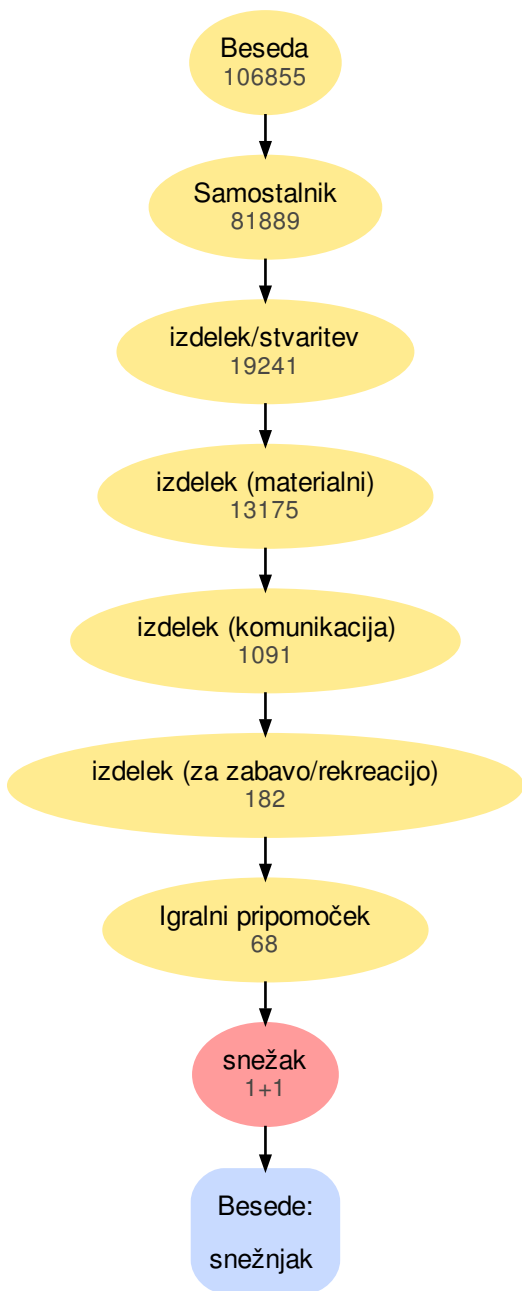 Beseda
106855
Samostalnik
81889
izdelek/stvaritev
19241
izdelek (materialni)
13175
izdelek (komunikacija)
1091
izdelek (za zabavo/rekreacijo)
182
Igralni pripomoček
68
snežak
1+1
Besede:
snežnjak